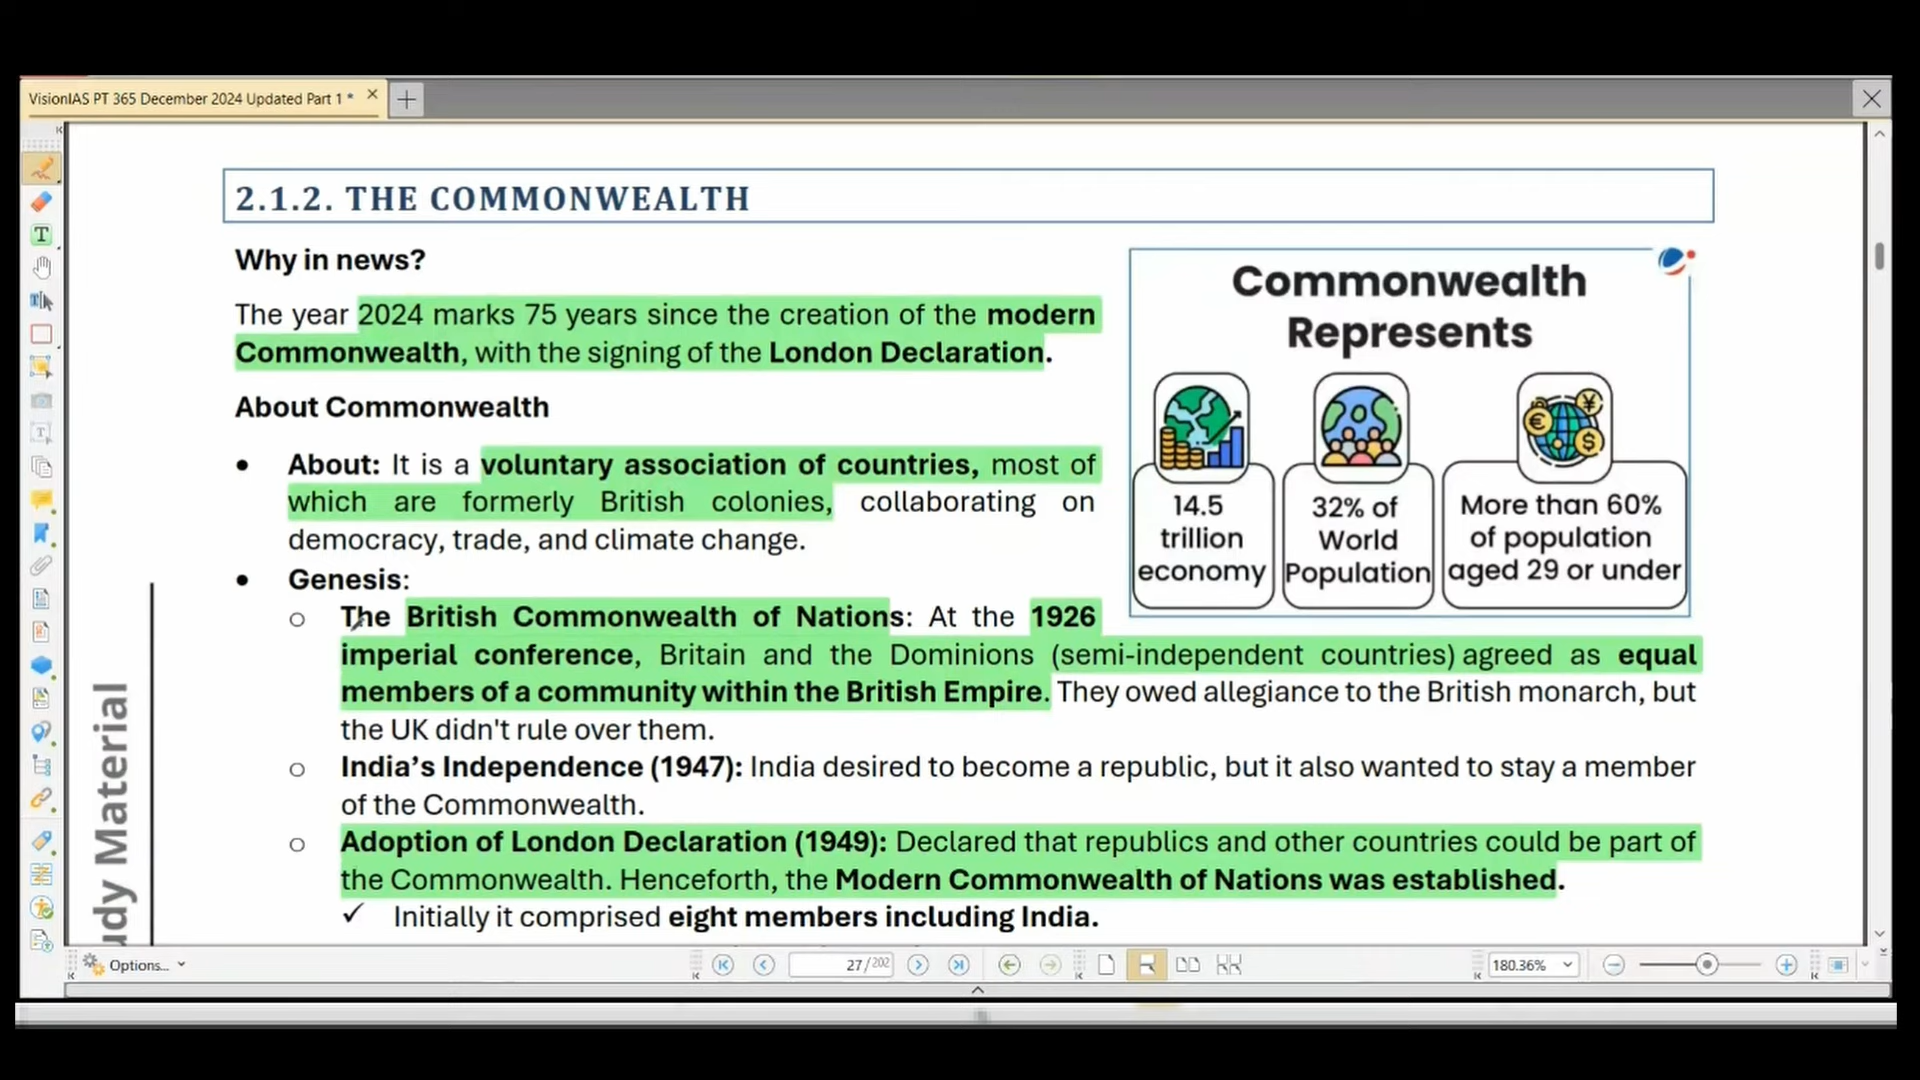 VisionIAS PT 365 December 2024 Updated Part 1 *
2.1.2. THE COMMONWEALTH
Why in news?
The year 2024 marks 75 years since the creation of the modern
Commonwealth, with the signing of the London Declaration.
About Commonwealth
• About: It is a voluntary association of countries, most of
which are formerly British colonies, collaborating on
democracy, trade, and climate change.
• Genesis:
Commonwealth
Represents
14.5
trillion
economy
32% of
World
Population
More than 60%
of population
aged 29 or under
o The British Commonwealth of Nations: At the 1926
imperial conference, Britain and the Dominions (semi-independent countries) agreed as equal
members of a community within the British Empire. They owed allegiance to the British monarch, but
the UK didn't rule over them.
o India's Independence (1947): India desired to become a republic, but it also wanted to stay a member
of the Commonwealth.
o Adoption of London Declaration (1949): Declared that republics and other countries could be part of
the Commonwealth. Henceforth, the Modern Commonwealth of Nations was established.
✓ Initially it comprised eight members including India.
udy Material
Options...
27 / 202
180.36%